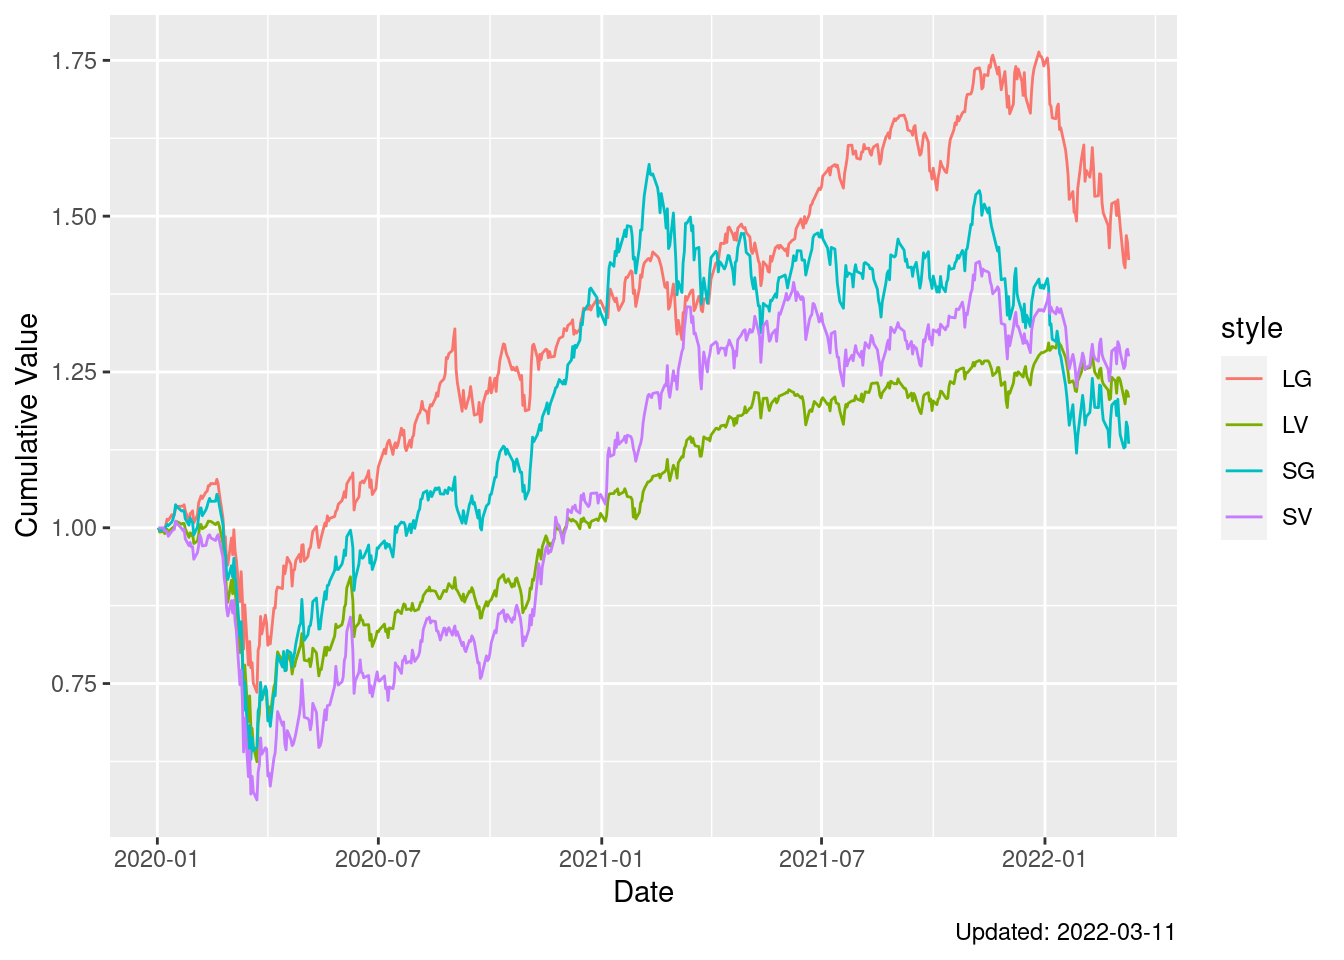 Cumulative Value
1.75
1.50
1.25
1.00
0.75
2020-01
2020-07
2021-01
2021-07
2022-01
Date
style
LG
LV
SG
SV
Updated: 2022-03-11